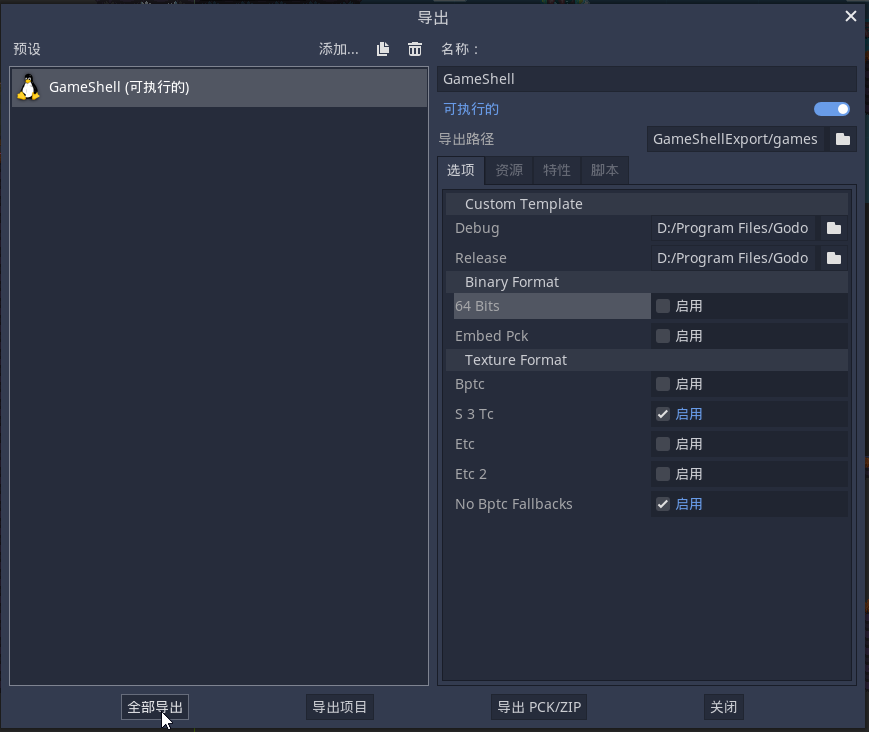 导出
预设 添加... 名称：
GameShell (可执行的)
GameShell
可执行的
导出路径 GameShellExport/games
选项 资源 特性 脚本
Custom Template
Debug D:/Program Files/Godo
Release D:/Program Files/Godo
Binary Format
64 Bits 启用
Embed Pck 启用
Texture Format
Bptc 启用
S 3 Tc 启用
Etc 启用
Etc 2 启用
No Bptc Fallbacks 启用
全部导出 导出项目 导出 PCK/ZIP 关闭